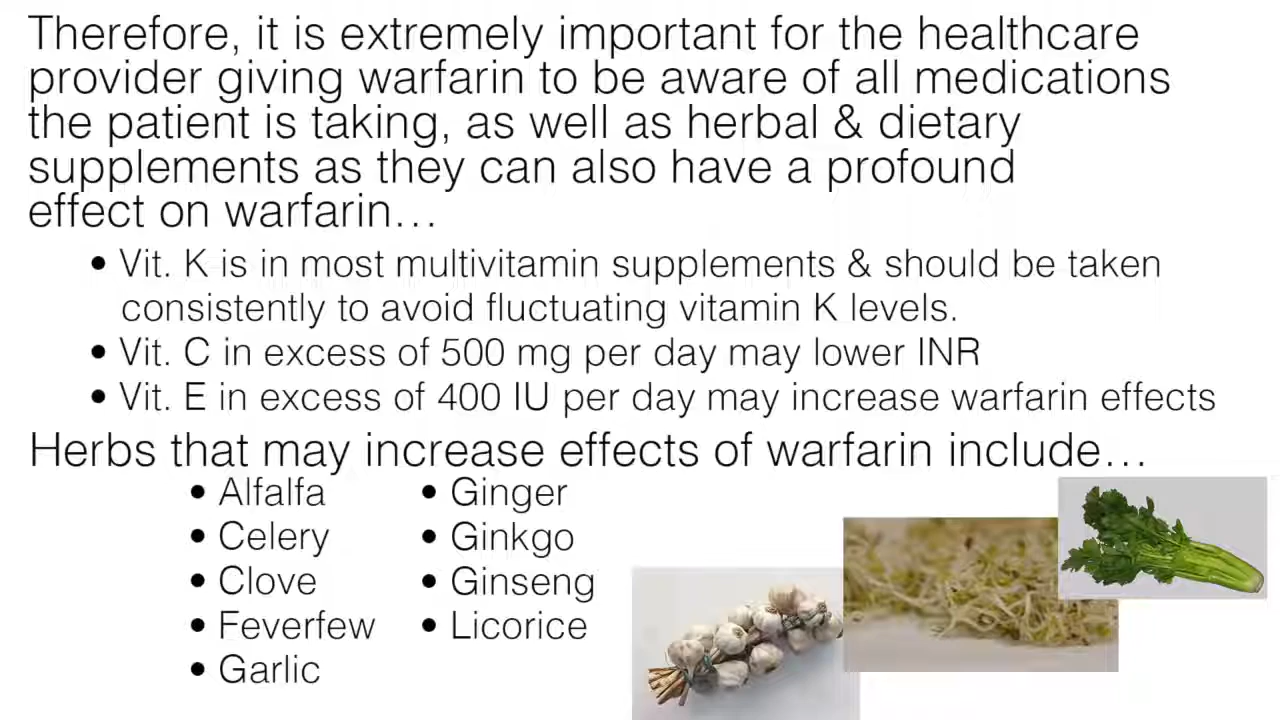 Therefore, it is extremely important for the healthcare
provider giving warfarin to be aware of all medications
the patient is taking, as well as herbal & dietary
supplements as they can also have a profound
effect on warfarin…
• Vit. K is in most multivitamin supplements & should be taken
consistently to avoid fluctuating vitamin K levels.
• Vit. C in excess of 500 mg per day may lower INR
• Vit. E in excess of 400 IU per day may increase warfarin effects
Herbs that may increase effects of warfarin include…
• Alfalfa
• Celery
• Clove
• Feverfew
• Garlic
• Ginger
• Ginkgo
• Ginseng
• Licorice